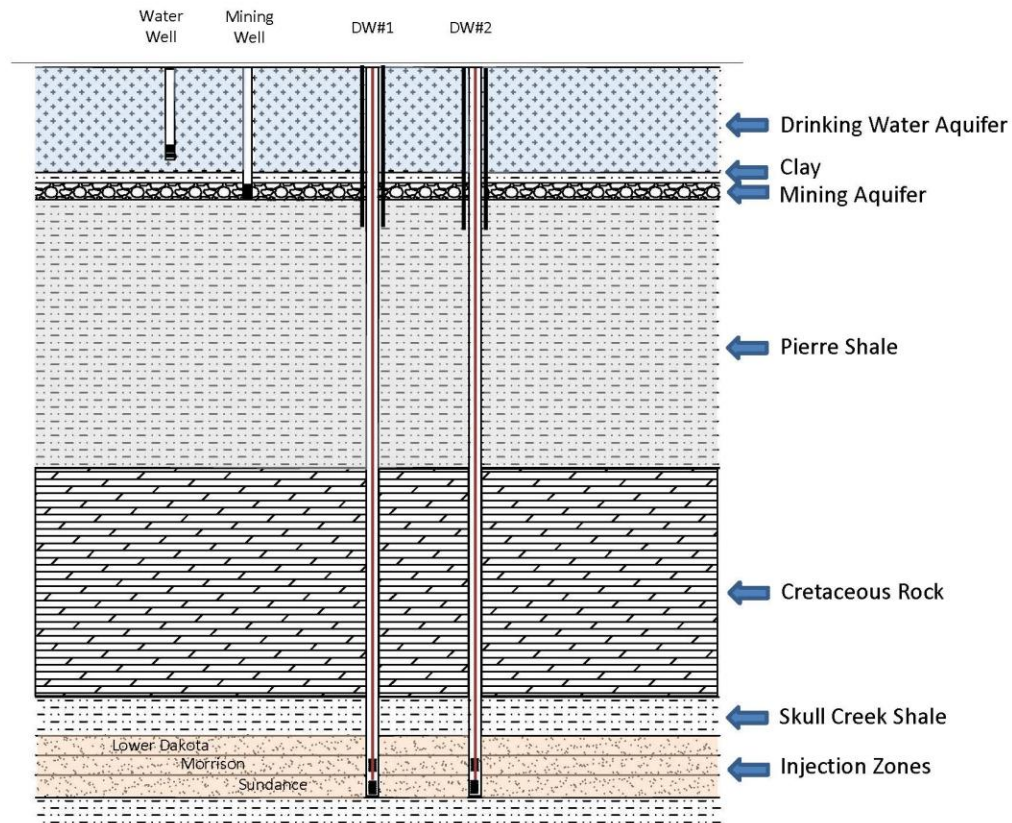 Water
Well
Mining
Well
DW#1
DW#2
Drinking Water Aquifer
Clay
Mining Aquifer
Pierre Shale
Cretaceous Rock
Skull Creek Shale
Lower Dakota
Morrison
Sundance
Injection Zones